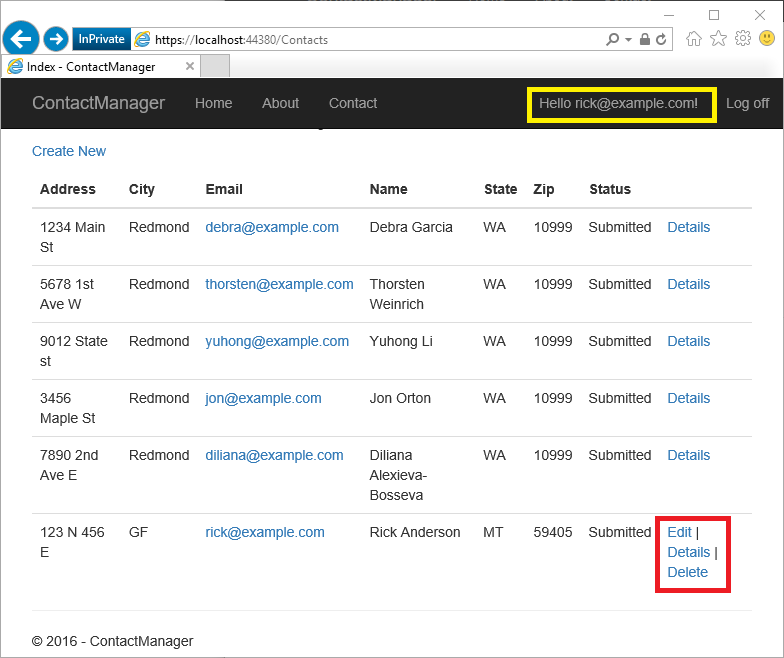 InPrivate https://localhost:44380/Contacts
Index - ContactManager
ContactManager Home About Contact Hello rick@example.com! Log off
Create New
Address City Email Name State Zip Status
1234 Main Redmond debra@example.com Debra Garcia WA 10999 Submitted Details
St
5678 1st Redmond thorsten@example.com Thorsten WA 10999 Submitted Details
Ave W Weinrich
9012 State Redmond yuhong@example.com Yuhong Li WA 10999 Submitted Details
st
3456 Redmond jon@example.com Jon Orton WA 10999 Submitted Details
Maple St
7890 2nd Redmond diliana@example.com Diliana WA 10999 Submitted Details
Ave E Alexieva-
Bosseva
123 N 456 GF rick@example.com Rick Anderson MT 59405 Submitted Edit |
E Details |
Delete
© 2016 - ContactManager